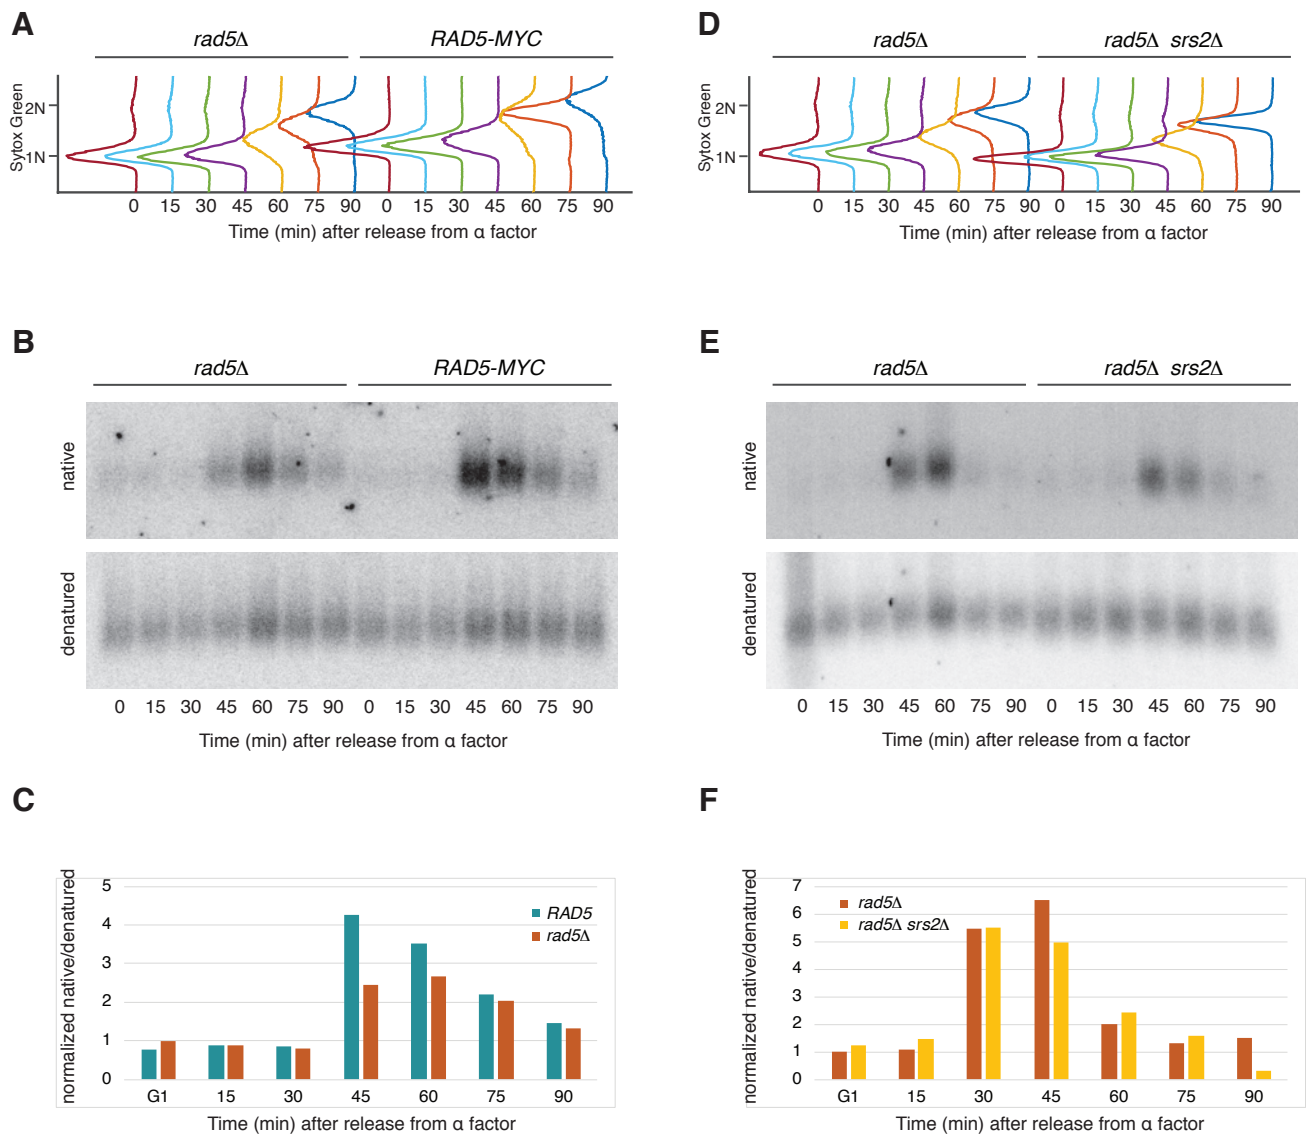 A
rad5Δ RAD5-MYC
Sytox Green
2N
1N
0 15 30 45 60 75 90 0 15 30 45 60 75 90
Time (min) after release from α factor
B
rad5Δ RAD5-MYC
native
denatured
0 15 30 45 60 75 90 0 15 30 45 60 75 90
Time (min) after release from α factor
C
normalized native/denatured
5
4
3
2
1
0
RAD5
rad5Δ
G1 15 30 45 60 75 90
Time (min) after release from α factor
D
rad5Δ rad5Δ srs2Δ
Sytox Green
2N
1N
0 15 30 45 60 75 90 0 15 30 45 60 75 90
Time (min) after release from α factor
E
rad5Δ rad5Δ srs2Δ
native
denatured
0 15 30 45 60 75 90 0 15 30 45 60 75 90
Time (min) after release from α factor
F
normalized native/denatured
7
6
5
4
3
2
1
0
rad5Δ
rad5Δ srs2Δ
G1 15 30 45 60 75 90
Time (min) after release from α factor